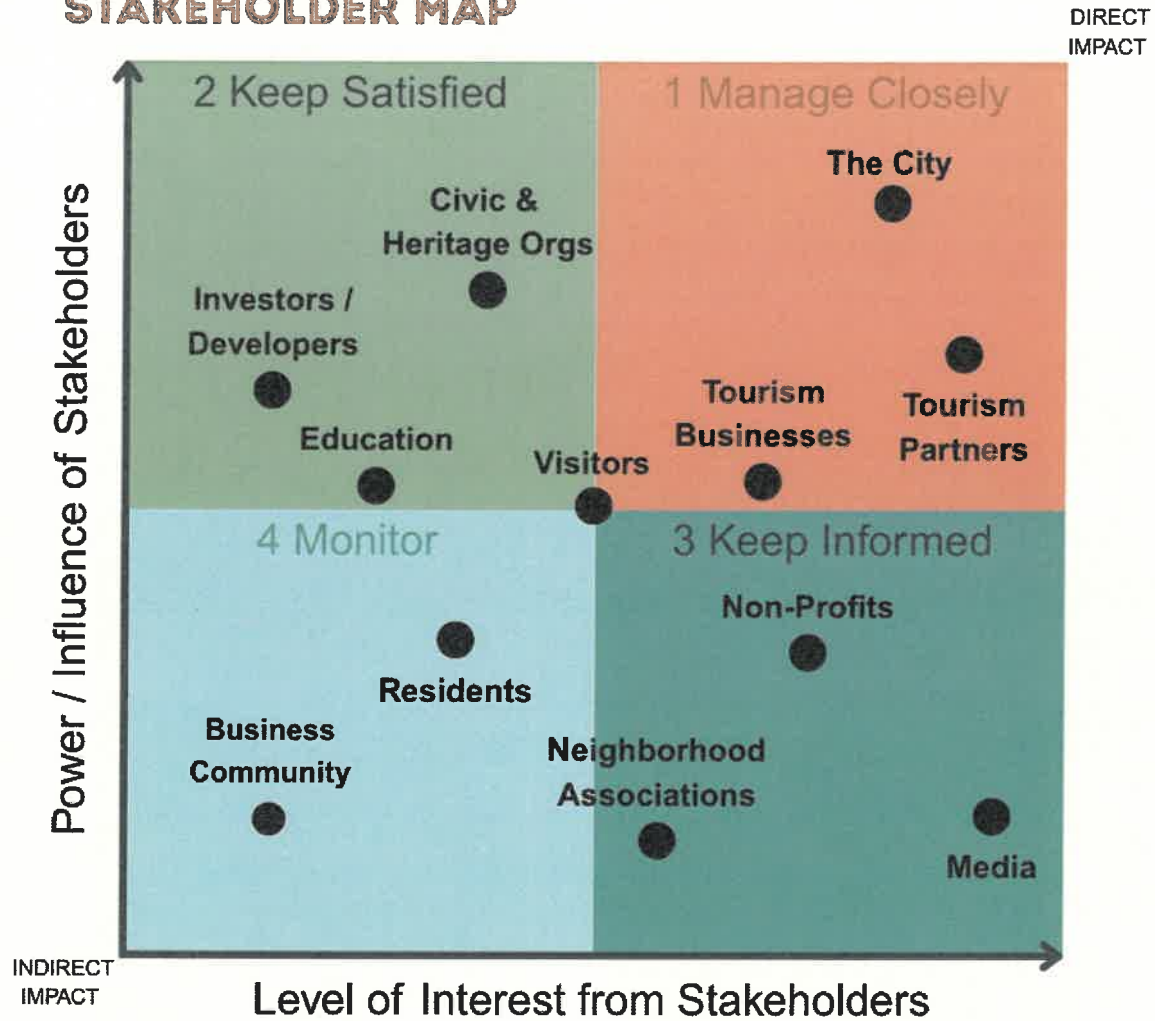 STAKEHOLDER MAP
DIRECT
IMPACT
2 Keep Satisfied
1 Manage Closely
The City
Civic &
Heritage Orgs
Investors /
Developers
Tourism
Businesses
Tourism
Partners
Education
Visitors
4 Monitor
3 Keep Informed
Non-Profits
Residents
Business
Community
Neighborhood
Associations
Media
Power / Influence of Stakeholders
INDIRECT
IMPACT
Level of Interest from Stakeholders